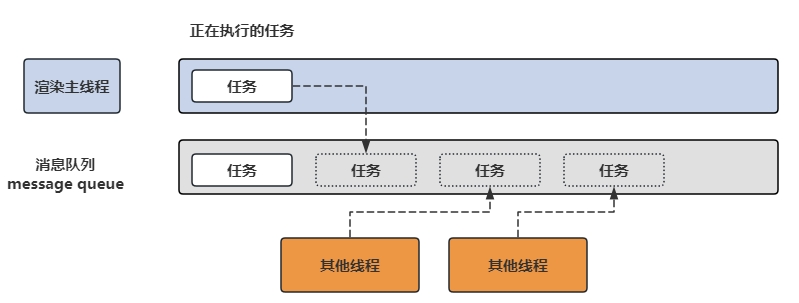 正在执行的任务
渲染主线程
任务
消息队列
message queue
任务
任务
任务
任务
其他线程
其他线程